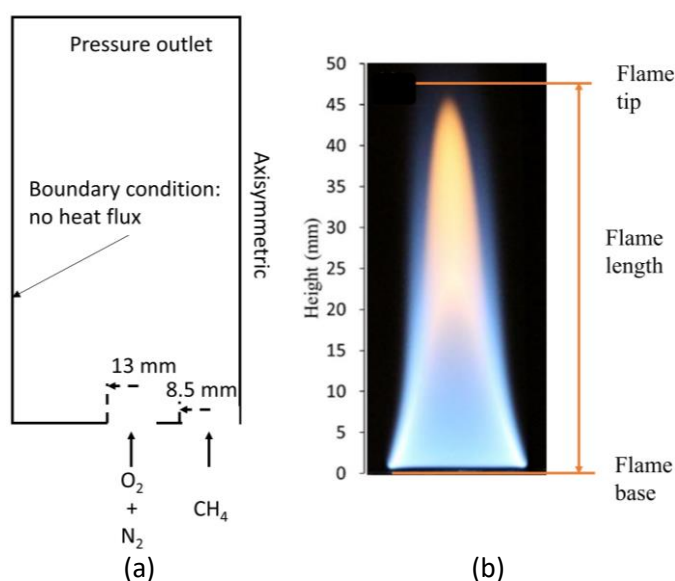 Pressure outlet
Boundary condition:
no heat flux
Axisymmetric
13 mm
8.5 mm
O₂
+
N₂
CH₄
(a)
50
45
40
35
30
25
20
15
10
5
0
Height (mm)
Flame
tip
Flame
length
Flame
base
(b)